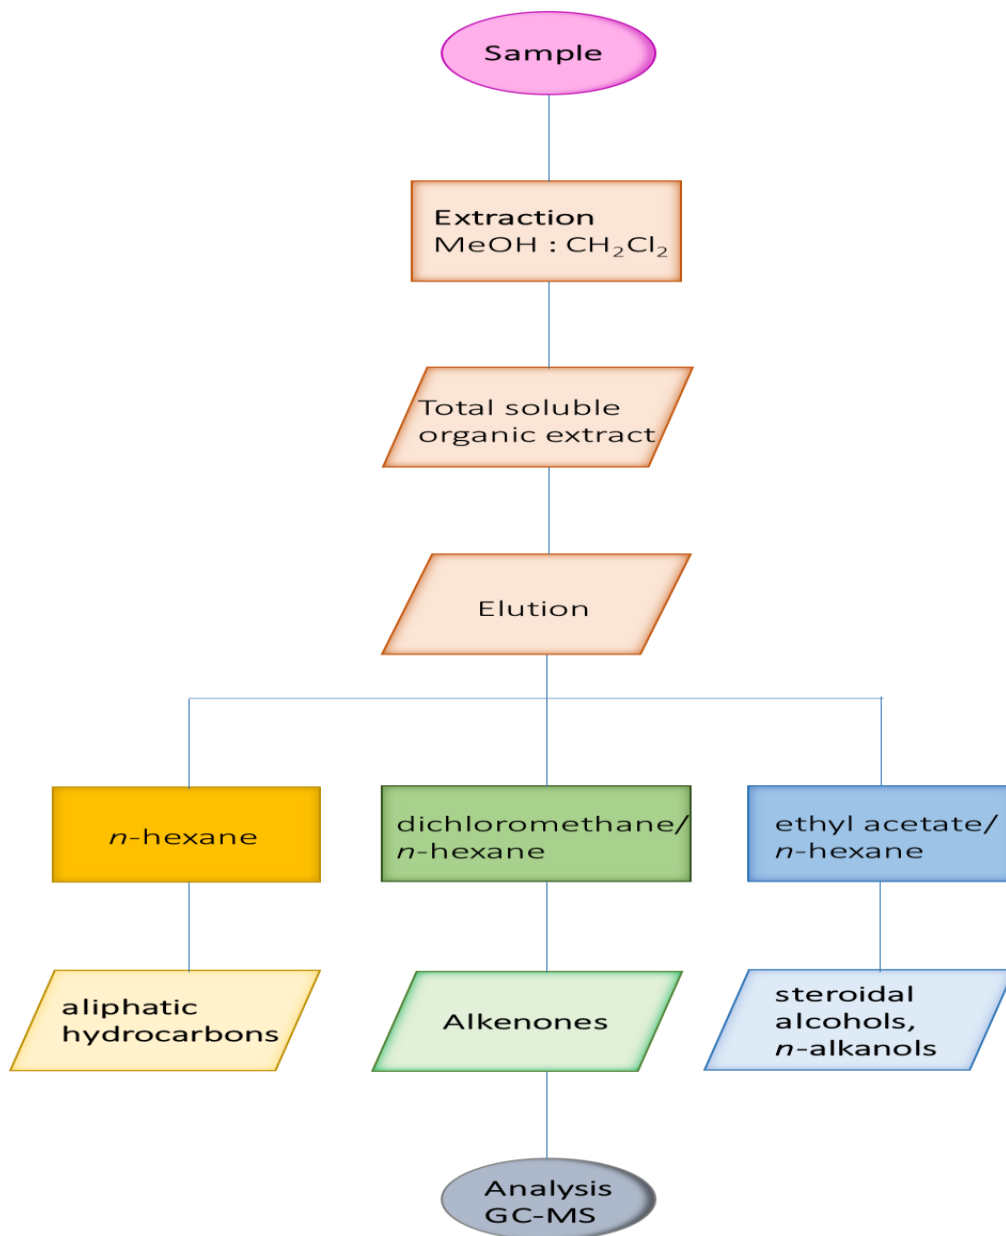 Sample
Extraction
MeOH : CH₂Cl₂
Total soluble
organic extract
Elution
n-hexane
dichloromethane/
n-hexane
ethyl acetate/
n-hexane
aliphatic
hydrocarbons
Alkenones
steroidal
alcohols,
n-alkanols
Analysis
GC-MS